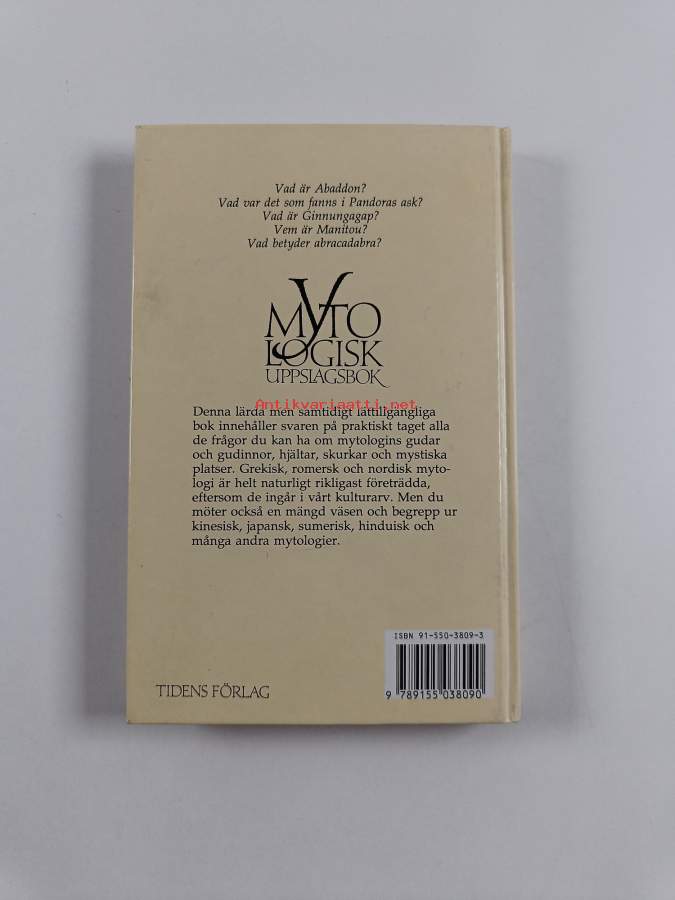 Vad är Abaddon?
Vad var det som fanns i Pandoras ask?
Vad är Ginnungagap?
Vem är Manitou?
Vad betyder abracadabra?
MYTO
LOGISK
UPPSLAGSBOK
Antikvariaatti.net
Denna lärda men samtidigt lättillgängliga
bok innehåller svaren på praktiskt taget alla
de frågor du kan ha om mytologins gudar
och gudinnor, hjältar, skurkar och mystiska
platser. Grekisk, romersk och nordisk myto-
logi är helt naturligt rikligast företrädda,
eftersom de ingår i vårt kulturarv. Men du
möter också en mängd väsen och begrepp ur
kinesisk, japansk, sumerisk, hinduisk och
många andra mytologier.
ISBN 91-550-3809-3
9 789155 038090
TIDENS FÖRLAG